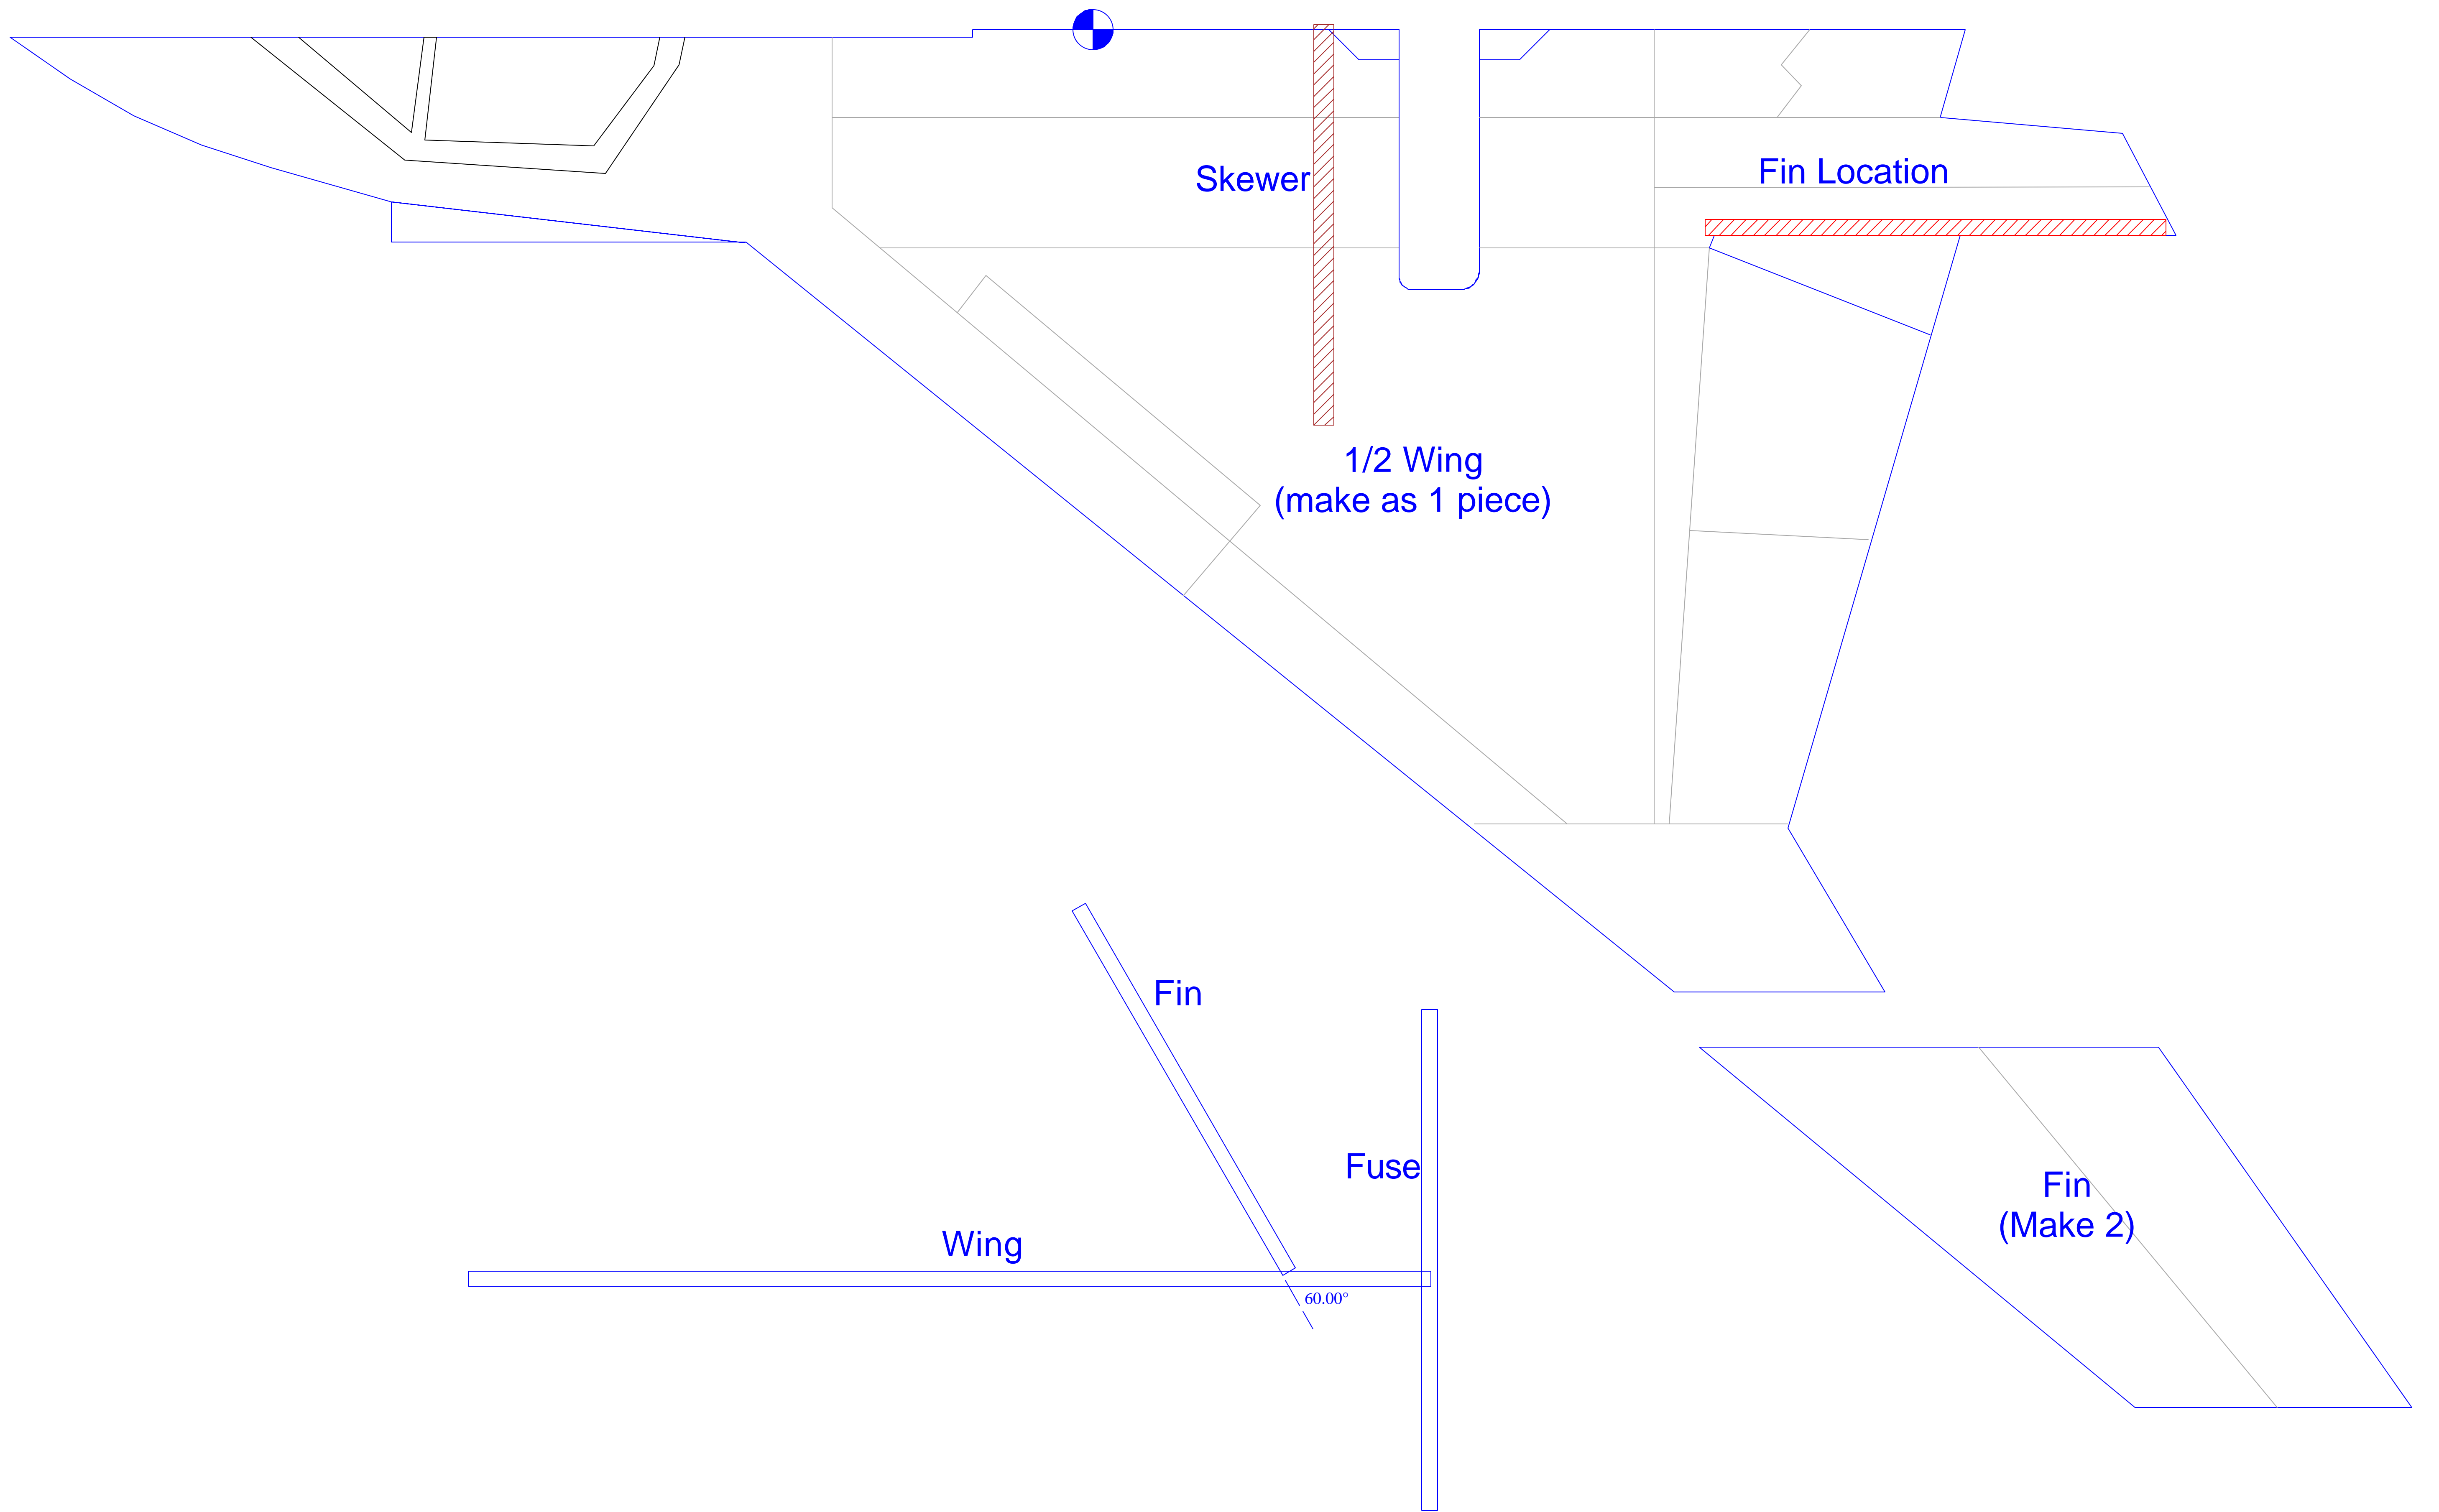 Skewer
Fin Location
1/2 Wing
(make as 1 piece)
Fin
Fuse
Fin
(Make 2)
Wing
60.00°